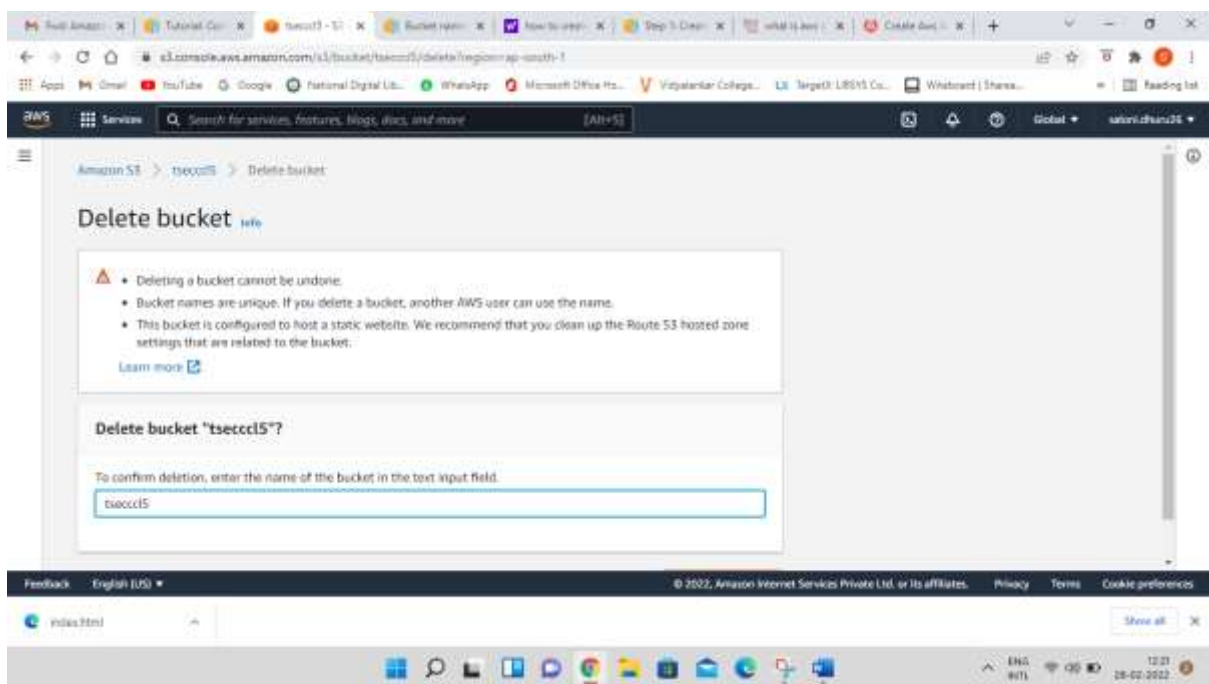 YouTube
Google
WhatsApp
Reading list
aws
Services
Search for services, features, blogs, docs, and more
[Alt+S]
Global
Amazon S3 > tsecccl5 > Delete bucket
Delete bucket Info
Deleting a bucket cannot be undone.
Bucket names are unique. If you delete a bucket, another AWS user can use the name.
This bucket is configured to host a static website. We recommend that you clean up the Route 53 hosted zone
settings that are related to the bucket.
Learn more
Delete bucket "tsecccl5"?
To confirm deletion, enter the name of the bucket in the text input field.
tsecccl5
Feedback English (US)
© 2022, Amazon Internet Services Private Ltd. or its affiliates. Privacy Terms Cookie preferences
index.html
Show all
ENG
INTL
12:21
28-02-2022